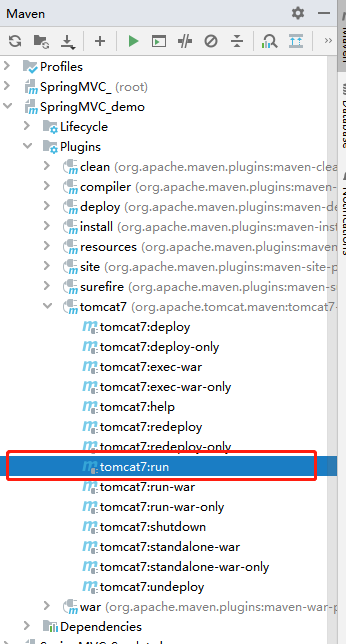 Maven
Profiles
SpringMVC_ (root)
SpringMVC_demo
Lifecycle
Plugins
clean (org.apache.maven.plugins:maven-clea
compiler (org.apache.maven.plugins:maven-
deploy (org.apache.maven.plugins:maven-de
install (org.apache.maven.plugins:maven-inst
resources (org.apache.maven.plugins:maven-
site (org.apache.maven.plugins:maven-site-p
surefire (org.apache.maven.plugins:maven-
tomcat7 (org.apache.tomcat.maven:tomcat7-
tomcat7:deploy
tomcat7:deploy-only
tomcat7:exec-war
tomcat7:exec-war-only
tomcat7:help
tomcat7:redeploy
tomcat7:redeploy-only
tomcat7:run
tomcat7:run-war
tomcat7:run-war-only
tomcat7:shutdown
tomcat7:standalone-war
tomcat7:standalone-war-only
tomcat7:undeploy
war (org.apache.maven.plugins:maven-war-p
Dependencies
Maven
Database
Notifications